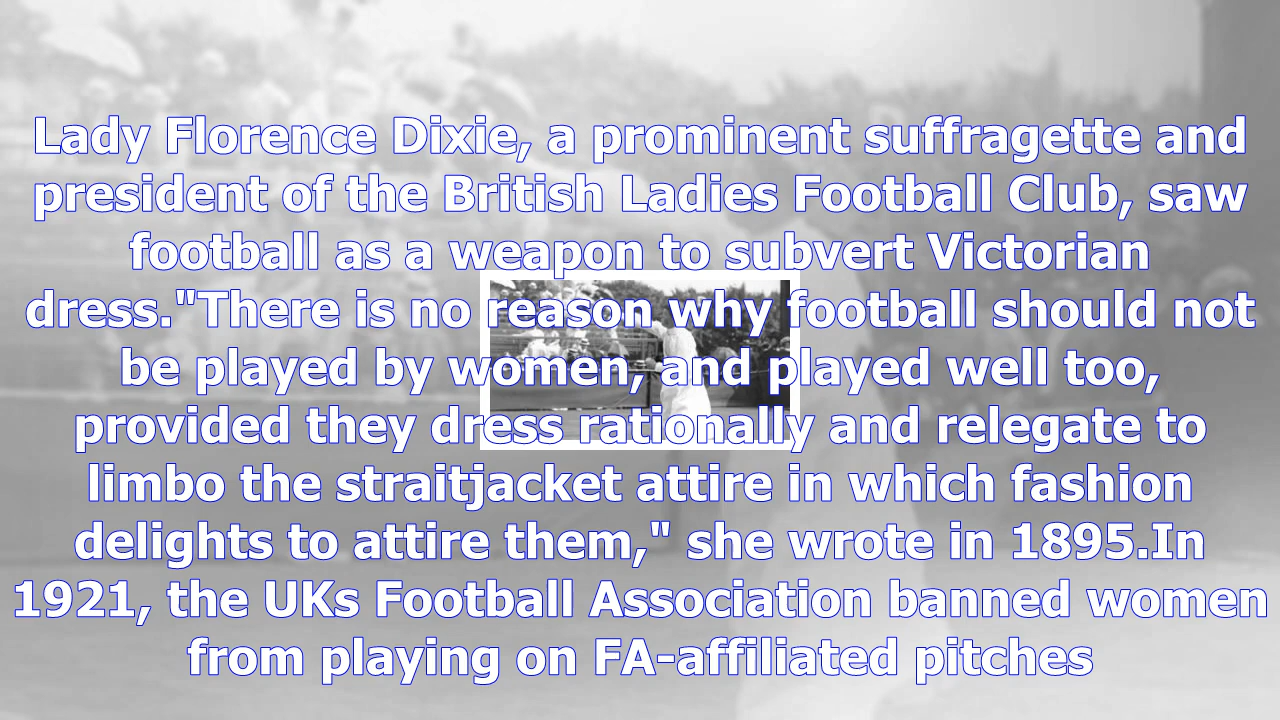 Lady Florence Dixie, a prominent suffragette and
president of the British Ladies Football Club, saw
football as a weapon to subvert Victorian
dress."There is no reason why football should not
be played by women, and played well too,
provided they dress rationally and relegate to
limbo the straitjacket attire in which fashion
delights to attire them," she wrote in 1895.In
1921, the UKs Football Association banned women
from playing on FA-affiliated pitches